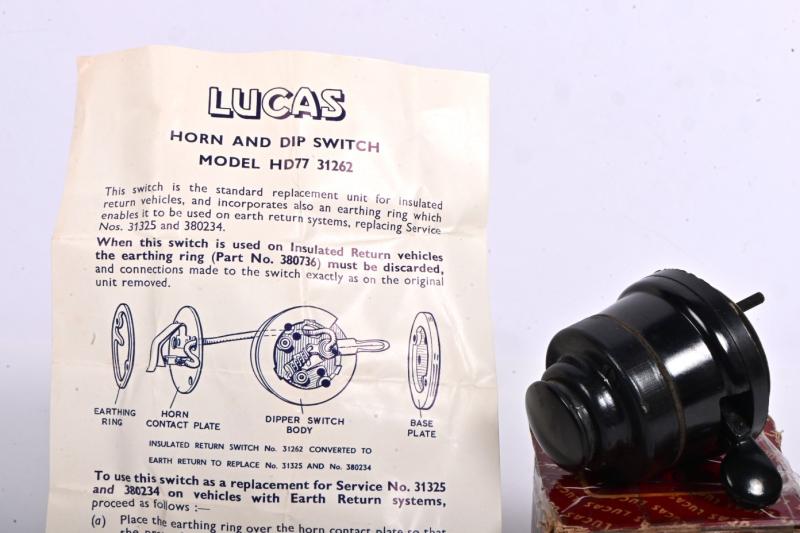 LUCAS
HORN AND DIP SWITCH
MODEL HD77 31262
This switch is the standard replacement unit for insulated
return vehicles, and incorporates also an earthing ring which
enables it to be used on earth return systems, replacing Service
Nos. 31325 and 380234.
When this switch is used on Insulated Return vehicles
the earthing ring (Part No. 380736) must be discarded,
and connections made to the switch exactly as on the original
unit removed.
EARTHING
RING
HORN
CONTACT PLATE
DIPPER SWITCH
BODY
BASE
PLATE
INSULATED RETURN SWITCH No. 31262 CONVERTED TO
EARTH RETURN TO REPLACE No. 31325 AND No. 380234
To use this switch as a replacement for Service No. 31325
and 380234 on vehicles with Earth Return systems,
proceed as follows :—
(a) Place the earthing ring over the horn contact plate so that
LUCAS
LUCAS